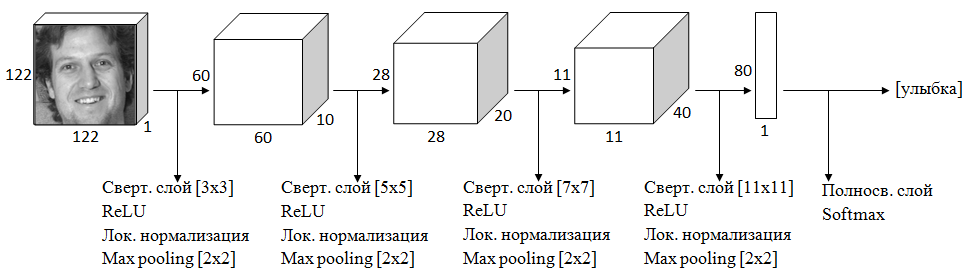 122
122
1
60
60
10
28
28
20
11
11
40
80
1
[улыбка]
Сверт. слой [3x3]
ReLU
Лок. нормализация
Max pooling [2x2]
Сверт. слой [5x5]
ReLU
Лок. нормализация
Max pooling [2x2]
Сверт. слой [7x7]
ReLU
Лок. нормализация
Max pooling [2x2]
Сверт. слой [11x11]
ReLU
Лок. нормализация
Max pooling [2x2]
Полносв. слой
Softmax